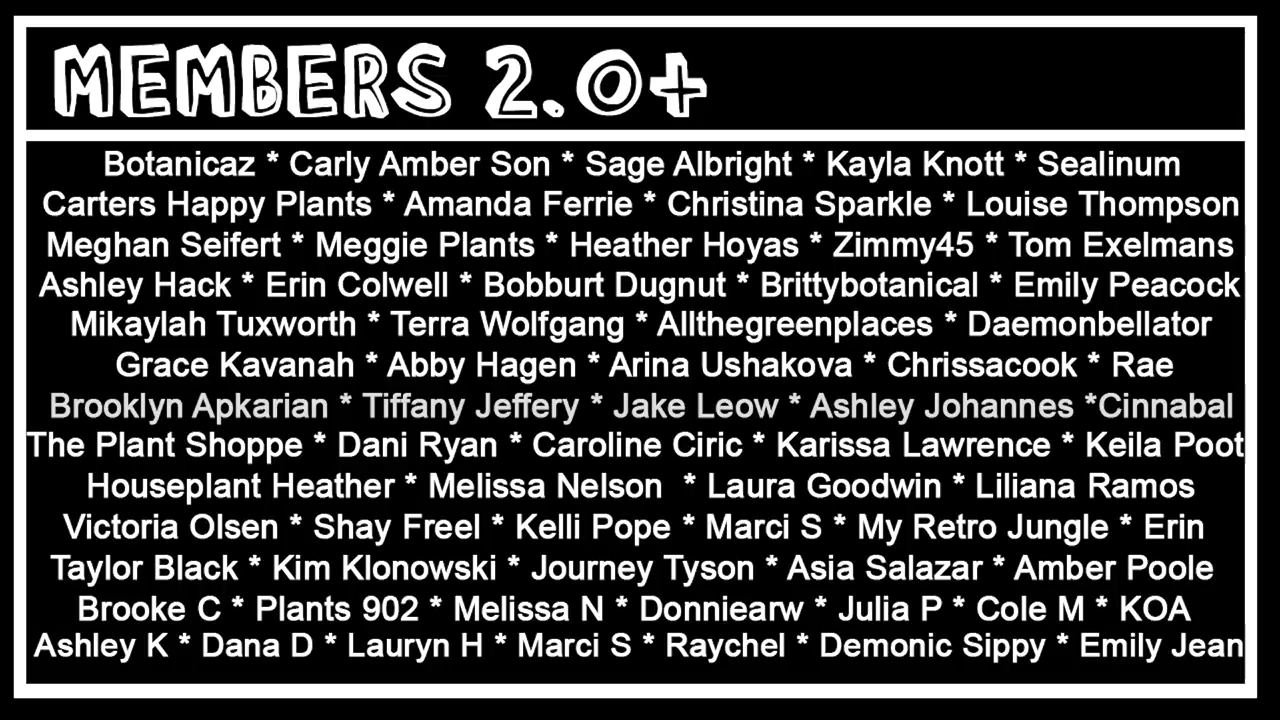 MEMBERS 2.0+
Botanicaz * Carly Amber Son * Sage Albright * Kayla Knott * Sealinum
Carters Happy Plants * Amanda Ferrie * Christina Sparkle * Louise Thompson
Meghan Seifert * Meggie Plants * Heather Hoyas * Zimmy45 * Tom Exelmans
Ashley Hack * Erin Colwell * Bobburt Dugnut * Brittybotanical * Emily Peacock
Mikaylah Tuxworth * Terra Wolfgang * Allthegreenplaces * Daemonbellator
Grace Kavanah * Abby Hagen * Arina Ushakova * Chrissacook * Rae
Brooklyn Apkarian * Tiffany Jeffery * Jake Leow * Ashley Johannes *Cinnabal
The Plant Shoppe * Dani Ryan * Caroline Ciric * Karissa Lawrence * Keila Poot
Houseplant Heather * Melissa Nelson  * Laura Goodwin * Liliana Ramos
Victoria Olsen * Shay Freel * Kelli Pope * Marci S * My Retro Jungle * Erin
Taylor Black * Kim Klonowski * Journey Tyson * Asia Salazar * Amber Poole
Brooke C * Plants 902 * Melissa N * Donniearw * Julia P * Cole M * KOA
Ashley K * Dana D * Lauryn H * Marci S * Raychel * Demonic Sippy * Emily Jean